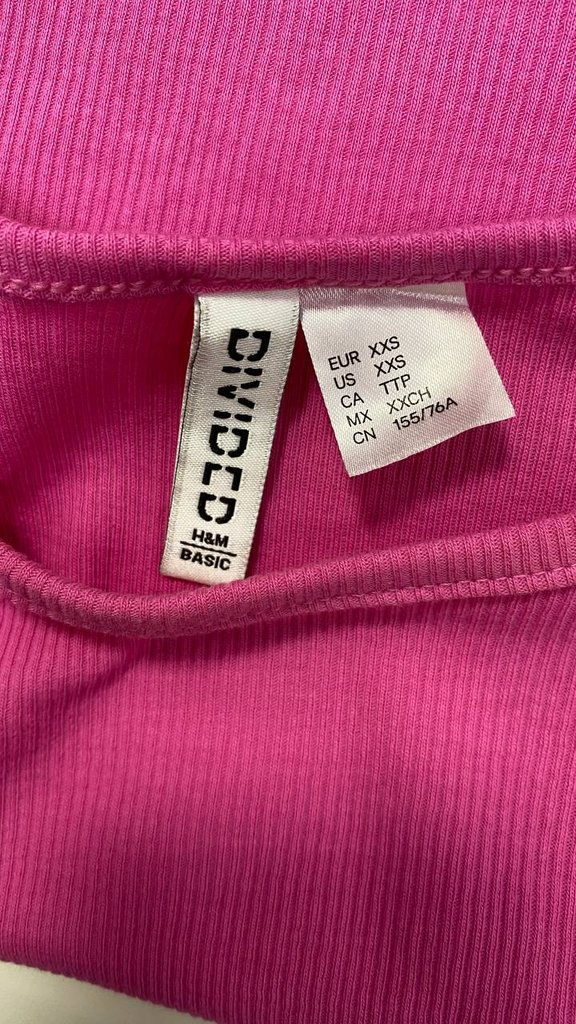 DIVIDED
H&M
BASIC
EUR XXS
US XXS
CA TTP
MX XXCH
CN 155/76A